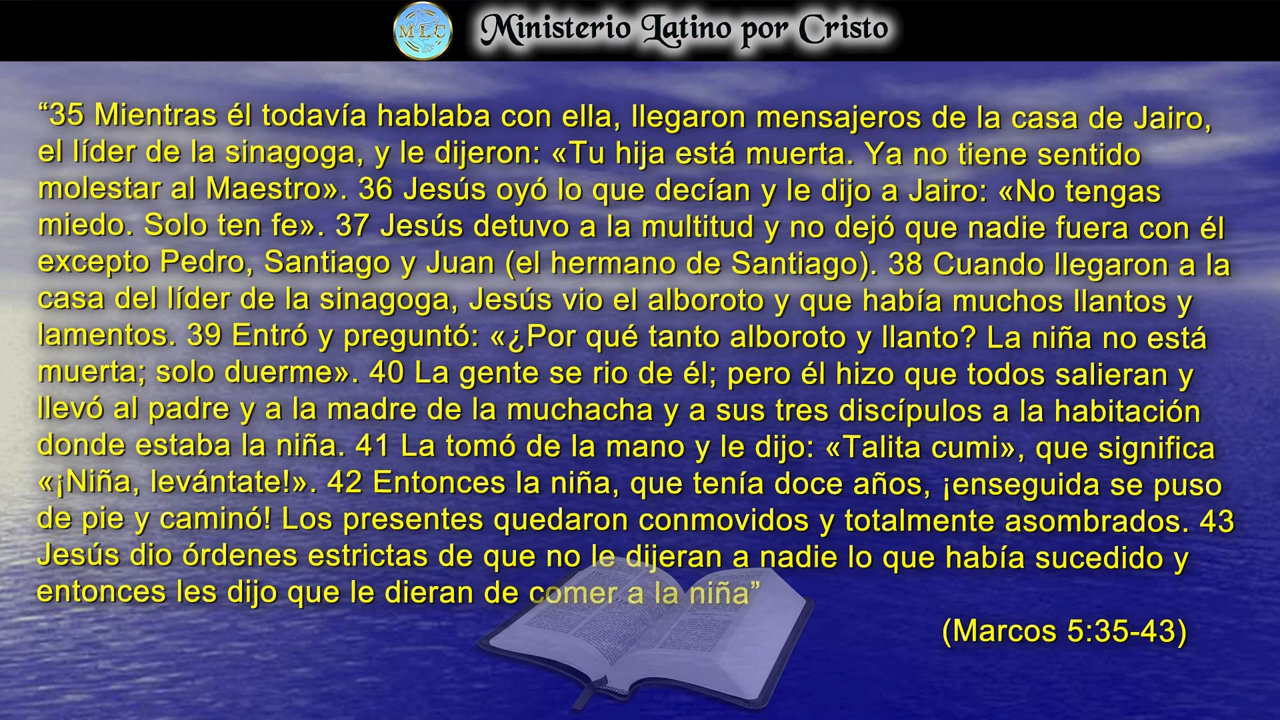 MLC
Ministerio Latino por Cristo
“35 Mientras él todavía hablaba con ella, llegaron mensajeros de la casa de Jairo,
el líder de la sinagoga, y le dijeron: «Tu hija está muerta. Ya no tiene sentido
molestar al Maestro». 36 Jesús oyó lo que decían y le dijo a Jairo: «No tengas
miedo. Solo ten fe». 37 Jesús detuvo a la multitud y no dejó que nadie fuera con él
excepto Pedro, Santiago y Juan (el hermano de Santiago). 38 Cuando llegaron a la
casa del líder de la sinagoga, Jesús vio el alboroto y que había muchos llantos y
lamentos. 39 Entró y preguntó: «¿Por qué tanto alboroto y llanto? La niña no está
muerta; solo duerme». 40 La gente se rio de él; pero él hizo que todos salieran y
llevó al padre y a la madre de la muchacha y a sus tres discípulos a la habitación
donde estaba la niña. 41 La tomó de la mano y le dijo: «Talita cumi», que significa
«¡Niña, levántate!». 42 Entonces la niña, que tenía doce años, ¡enseguida se puso
de pie y caminó! Los presentes quedaron conmovidos y totalmente asombrados. 43
Jesús dio órdenes estrictas de que no le dijeran a nadie lo que había sucedido y
entonces les dijo que le dieran de comer a la niña”
(Marcos 5:35-43)